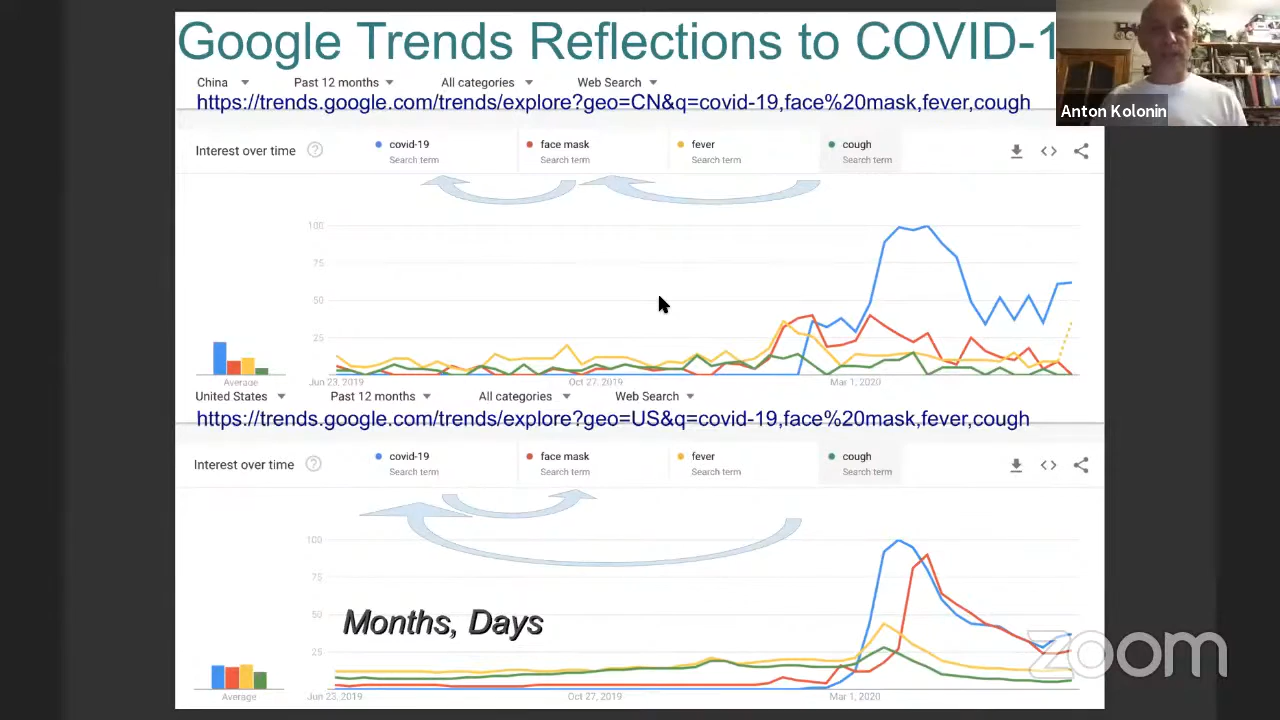 Google Trends Reflections to COVID-1
Anton Kolonin
China Past 12 months All categories Web Search
https://trends.google.com/trends/explore?geo=CN&q=covid-19,face%20mask,fever,cough
Interest over time
covid-19 face mask fever cough
Search term Search term Search term Search term
100
75
50
25
Average
Jun 23, 2019 Oct 27, 2019 Mar 1, 2020
United States Past 12 months All categories Web Search
https://trends.google.com/trends/explore?geo=US&q=covid-19,face%20mask,fever,cough
Interest over time
covid-19 face mask fever cough
Search term Search term Search term Search term
100
75
50
25
Months, Days
Average
Jun 23, 2019 Oct 27, 2019 Mar 1, 2020
zoom